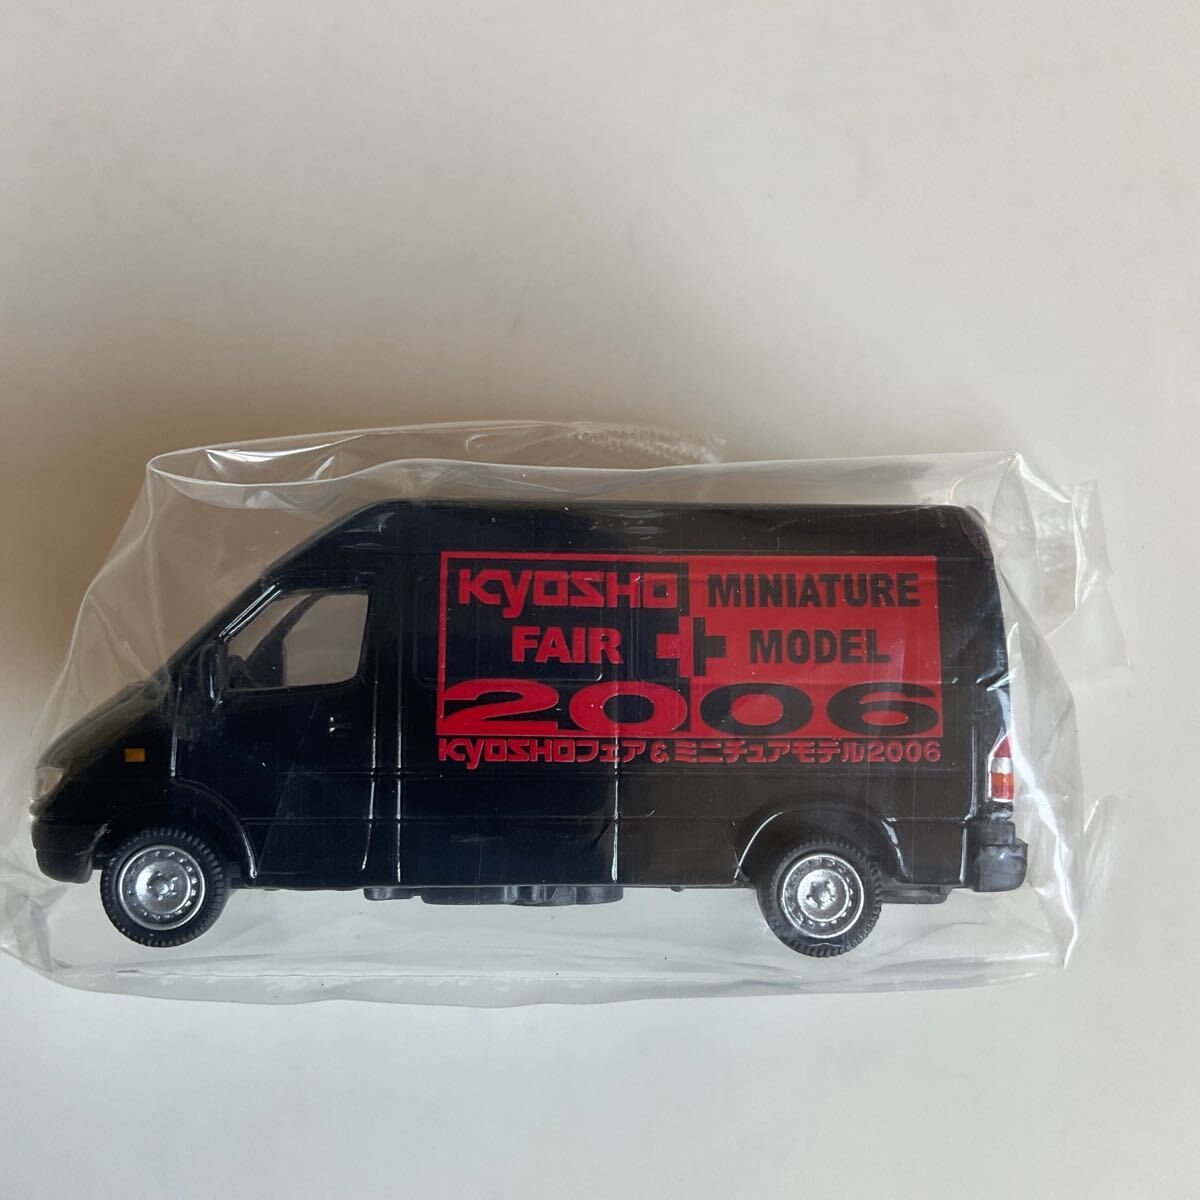 KYOSHO MINIATURE
FAIR + MODEL
2006
KYOSHOフェア&ミニチュアモデル2006